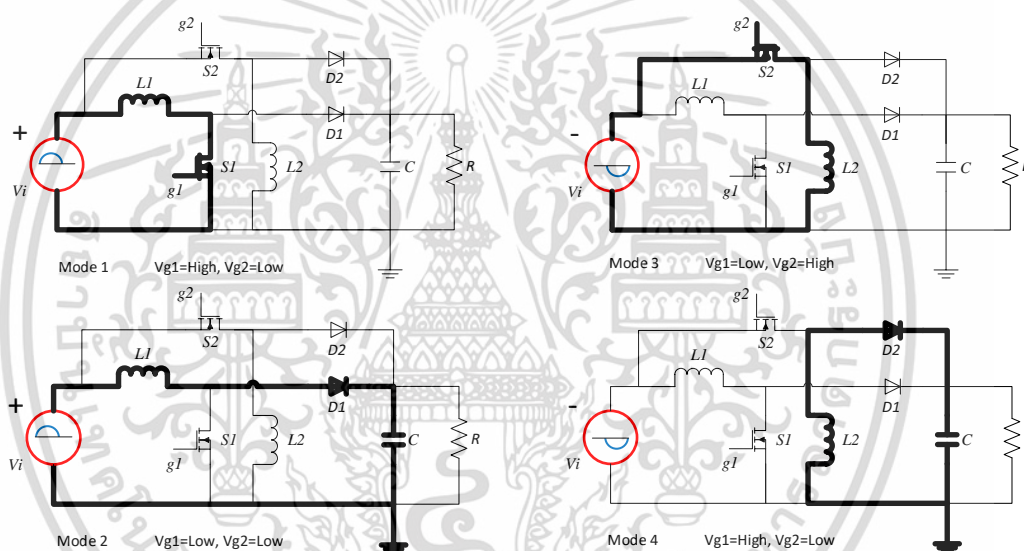 g2
S2
D2
L1
D1
+
S1
L2
C
R
g1
Vi
Mode 1 Vg1=High, Vg2=Low
g2
S2
D2
L1
D1
-
S1
L2
C
g1
Vi
Mode 3 Vg1=Low, Vg2=High
g2
S2
D2
L1
D1
+
S1
L2
C
R
g1
Vi
Mode 2 Vg1=Low, Vg2=Low
g2
S2
D2
L1
D1
-
S1
L2
C
g1
Vi
Mode 4 Vg1=High, Vg2=Low